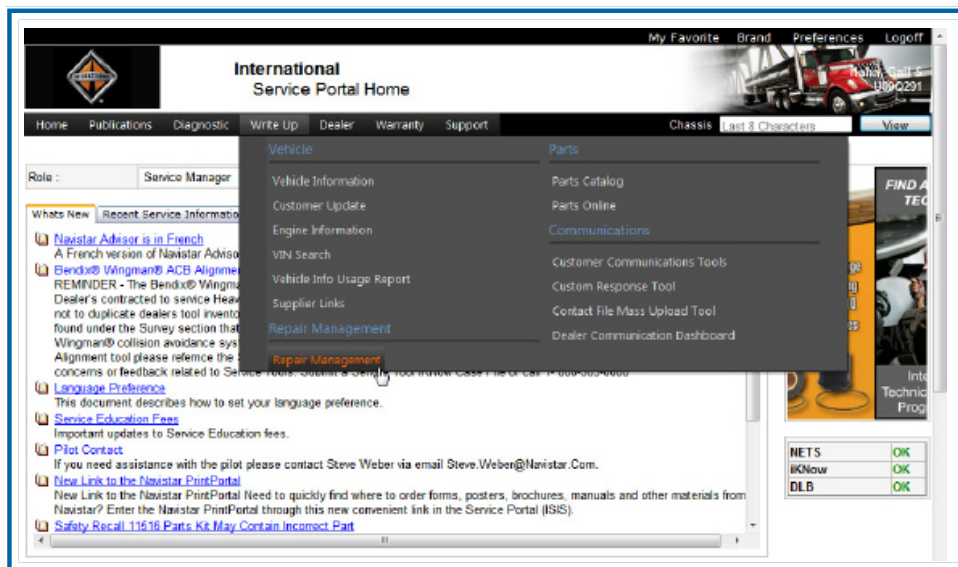 My Favorite Brand Preferences Logoff
International
Service Portal Home
Home Publications Diagnostic Write Up Dealer Warranty Support Chassis Last 8 Characters View
Vehicle
Vehicle Information
Customer Update
Engine Information
VIN Search
Vehicle Info Usage Report
Supplier Links
Repair Management
Repair Management
Parts
Parts Catalog
Parts Online
Communications
Customer Communications Tools
Custom Response Tool
Contact File Mass Upload Tool
Dealer Communication Dashboard
Role : Service Manager
Whats New Recent Service Informatio
Navistar Advisor is in French
A French version of Navistar Adviso
Bendix® Wingman® ACB Alignme
REMINDER - The Bendix® Wingma
Dealer's contracted to service Heav
not to duplicate dealers tool invento
found under the Survey section that
Wingman® collision avoidance sys
Alignment tool please refernce the
concerns or feedback related to Service Tools. Submit a
Language Preference
This document describes how to set your language preference.
Service Education Fees
Important updates to Service Education fees.
Pilot Contact
If you need assistance with the pilot please contact Steve Weber via email Steve.Weber@Navistar.Com.
New Link to the Navistar PrintPortal
New Link to the Navistar PrintPortal Need to quickly find where to order forms, posters, brochures, manuals and other materials from
Navistar? Enter the Navistar PrintPortal through this new convenient link in the Service Portal (ISIS).
Safety Recall 11516 Parts Kit May Contain Incorrect Part
FIND A
TEC
Inte
Technic
Prog
NETS OK
iKNow OK
DLB OK